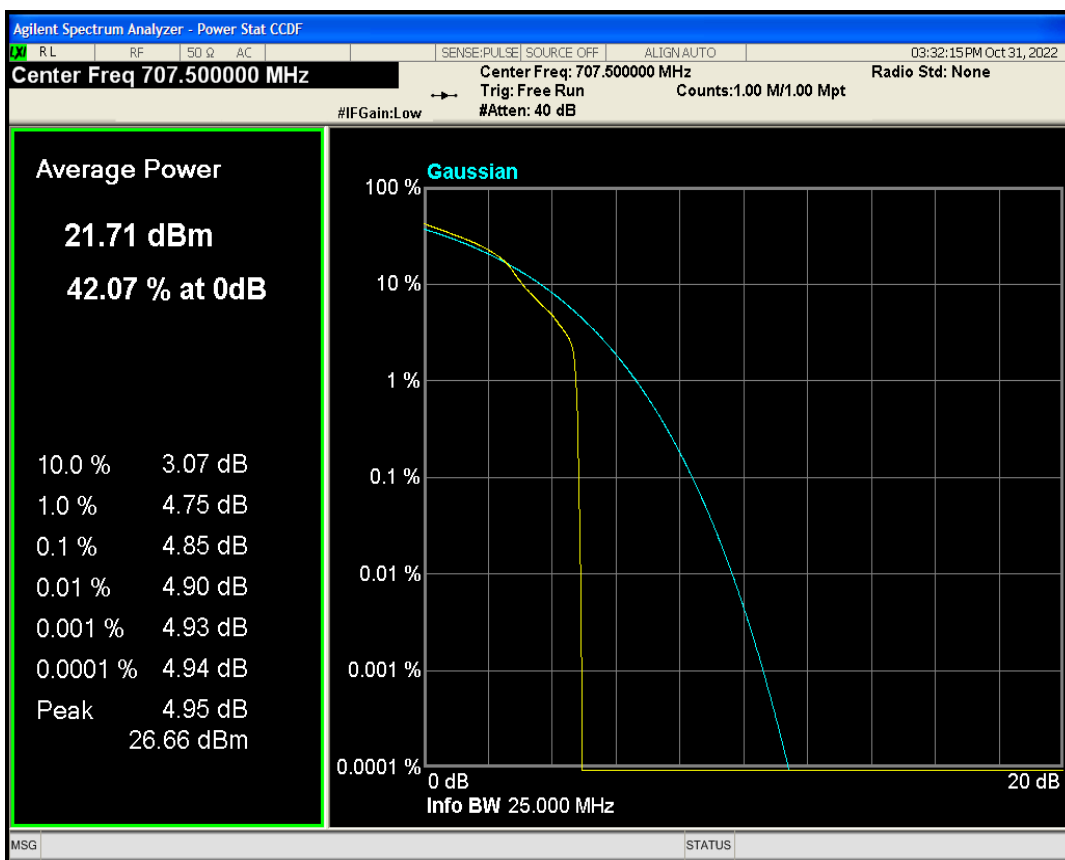 Agilent Spectrum Analyzer - Power Stat CCDF
LXI RL RF 50 Ω AC SENSE:PULSE SOURCE OFF ALIGN AUTO 03:32:15 PM Oct 31, 2022
Center Freq 707.500000 MHz Center Freq: 707.500000 MHz Radio Std: None
Trig: Free Run Counts:1.00 M/1.00 Mpt
#IFGain:Low #Atten: 40 dB
Average Power
21.71 dBm
42.07 % at 0dB
10.0 % 3.07 dB
1.0 % 4.75 dB
0.1 % 4.85 dB
0.01 % 4.90 dB
0.001 % 4.93 dB
0.0001 % 4.94 dB
Peak 4.95 dB
26.66 dBm
Gaussian
100 %
10 %
1 %
0.1 %
0.01 %
0.001 %
0.0001 %
0 dB 20 dB
Info BW 25.000 MHz
MSG STATUS